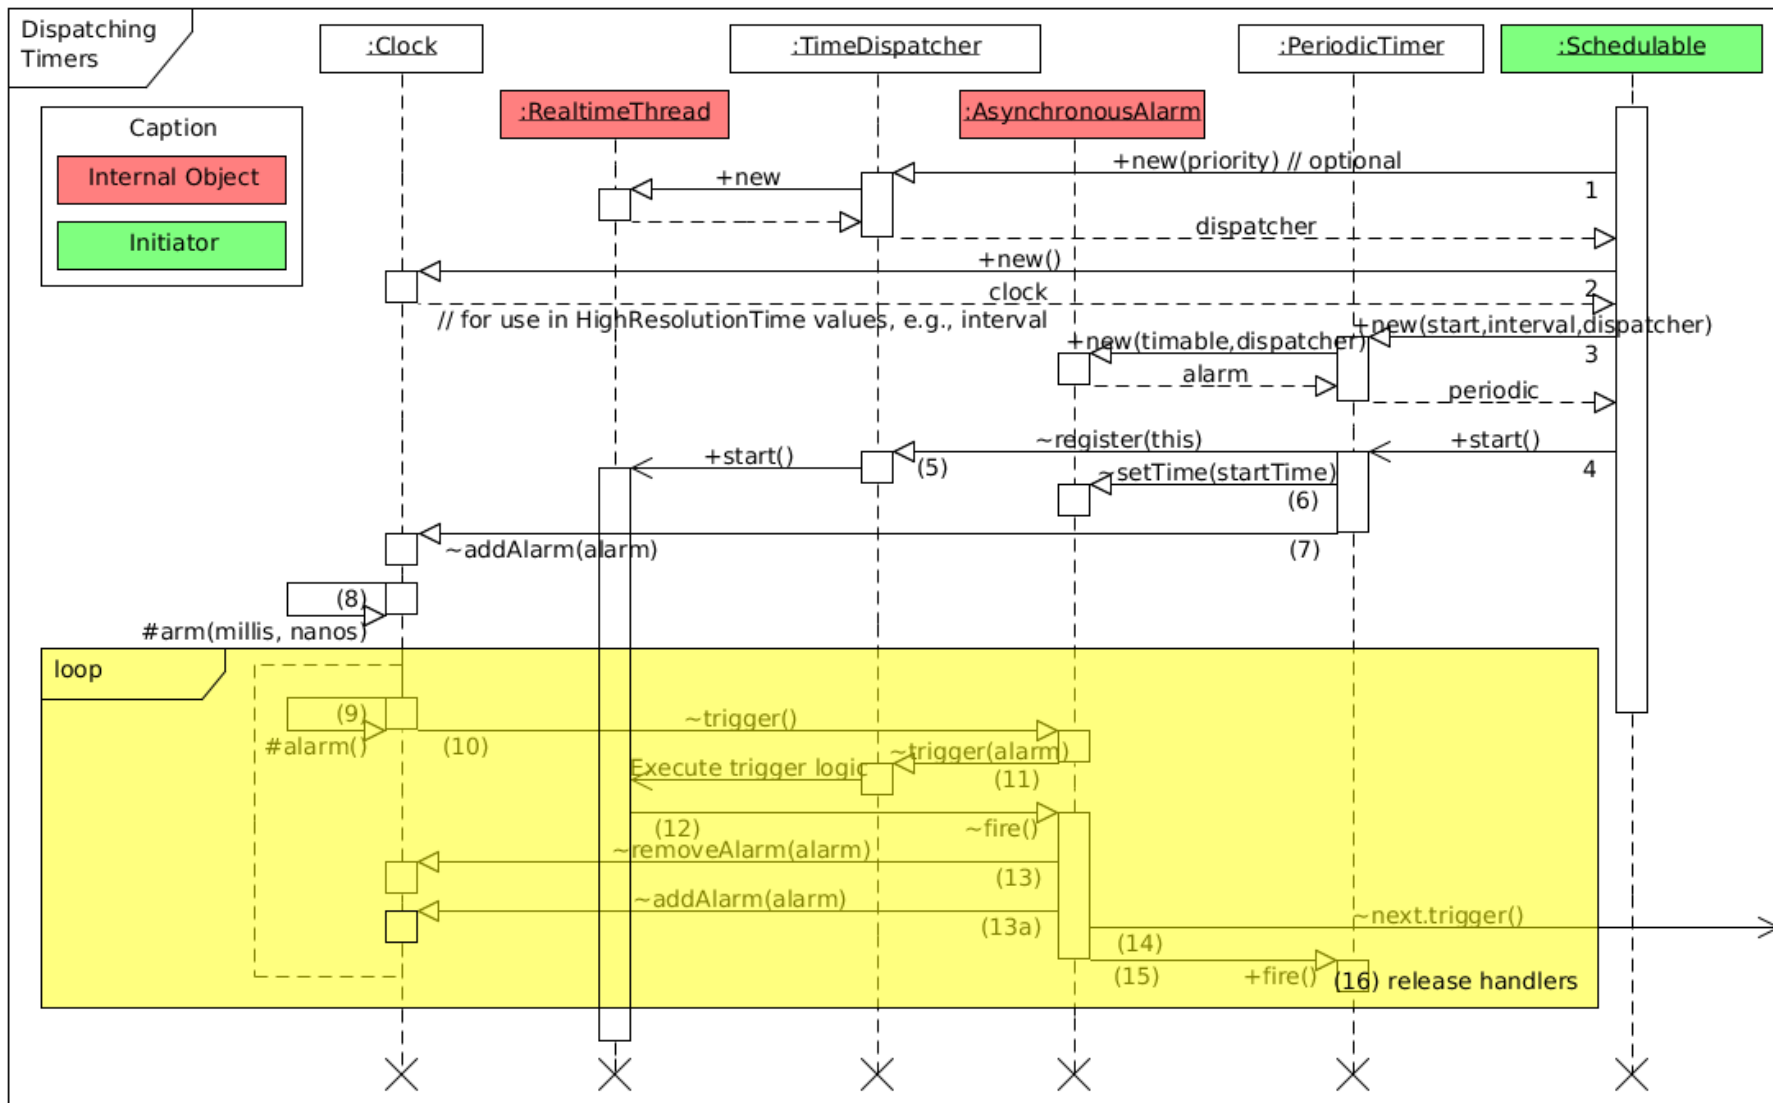 Dispatching
Timers
:Clock
:TimeDispatcher
:PeriodicTimer
:Schedulable
:RealtimeThread
:AsynchronousAlarm
Caption
Internal Object
Initiator
+new(priority) // optional
1
+new
dispatcher
+new()
2
clock
// for use in HighResolutionTime values, e.g., interval
+new(start,interval,dispatcher)
3
+new(timable,dispatcher)
alarm
periodic
+start()
4
~register(this)
(5)
+start()
~setTime(startTime)
(6)
~addAlarm(alarm)
(7)
(8)
#arm(millis, nanos)
loop
(9)
#alarm()
~trigger()
(10)
~trigger(alarm)
(11)
Execute trigger logic
(12)
~fire()
~removeAlarm(alarm)
(13)
~addAlarm(alarm)
(13a)
~next.trigger()
(14)
(15)
+fire()
(16) release handlers